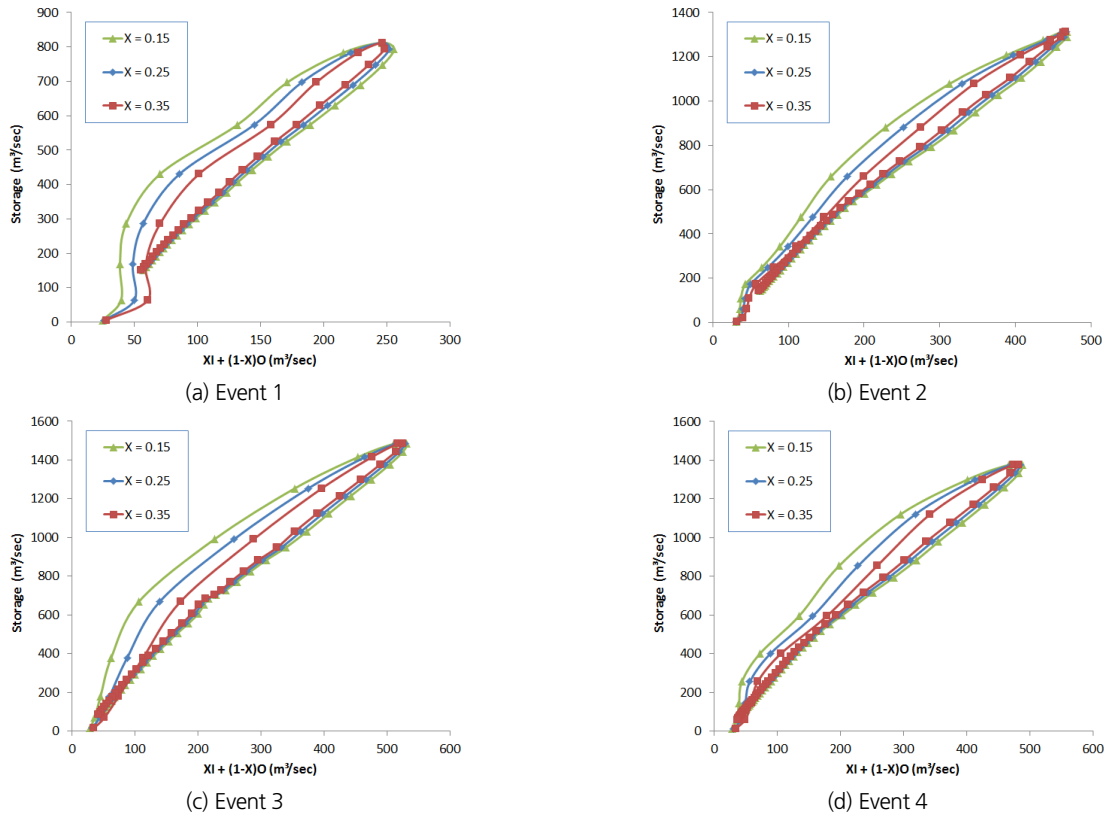 900
800
700
600
500
400
300
200
100
0
Storage (m³/sec)
X = 0.15
X = 0.25
X = 0.35
0 50 100 150 200 250 300
XI + (1-X)O (m³/sec)
(a) Event 1
1400
1200
1000
800
600
400
200
0
Storage (m³/sec)
X = 0.15
X = 0.25
X = 0.35
0 100 200 300 400 500
XI + (1-X)O (m³/sec)
(b) Event 2
1600
1400
1200
1000
800
600
400
200
0
Storage (m³/sec)
X = 0.15
X = 0.25
X = 0.35
0 100 200 300 400 500 600
XI + (1-X)O (m³/sec)
(c) Event 3
1600
1400
1200
1000
800
600
400
200
0
Storage (m³/sec)
X = 0.15
X = 0.25
X = 0.35
0 100 200 300 400 500 600
XI + (1-X)O (m³/sec)
(d) Event 4